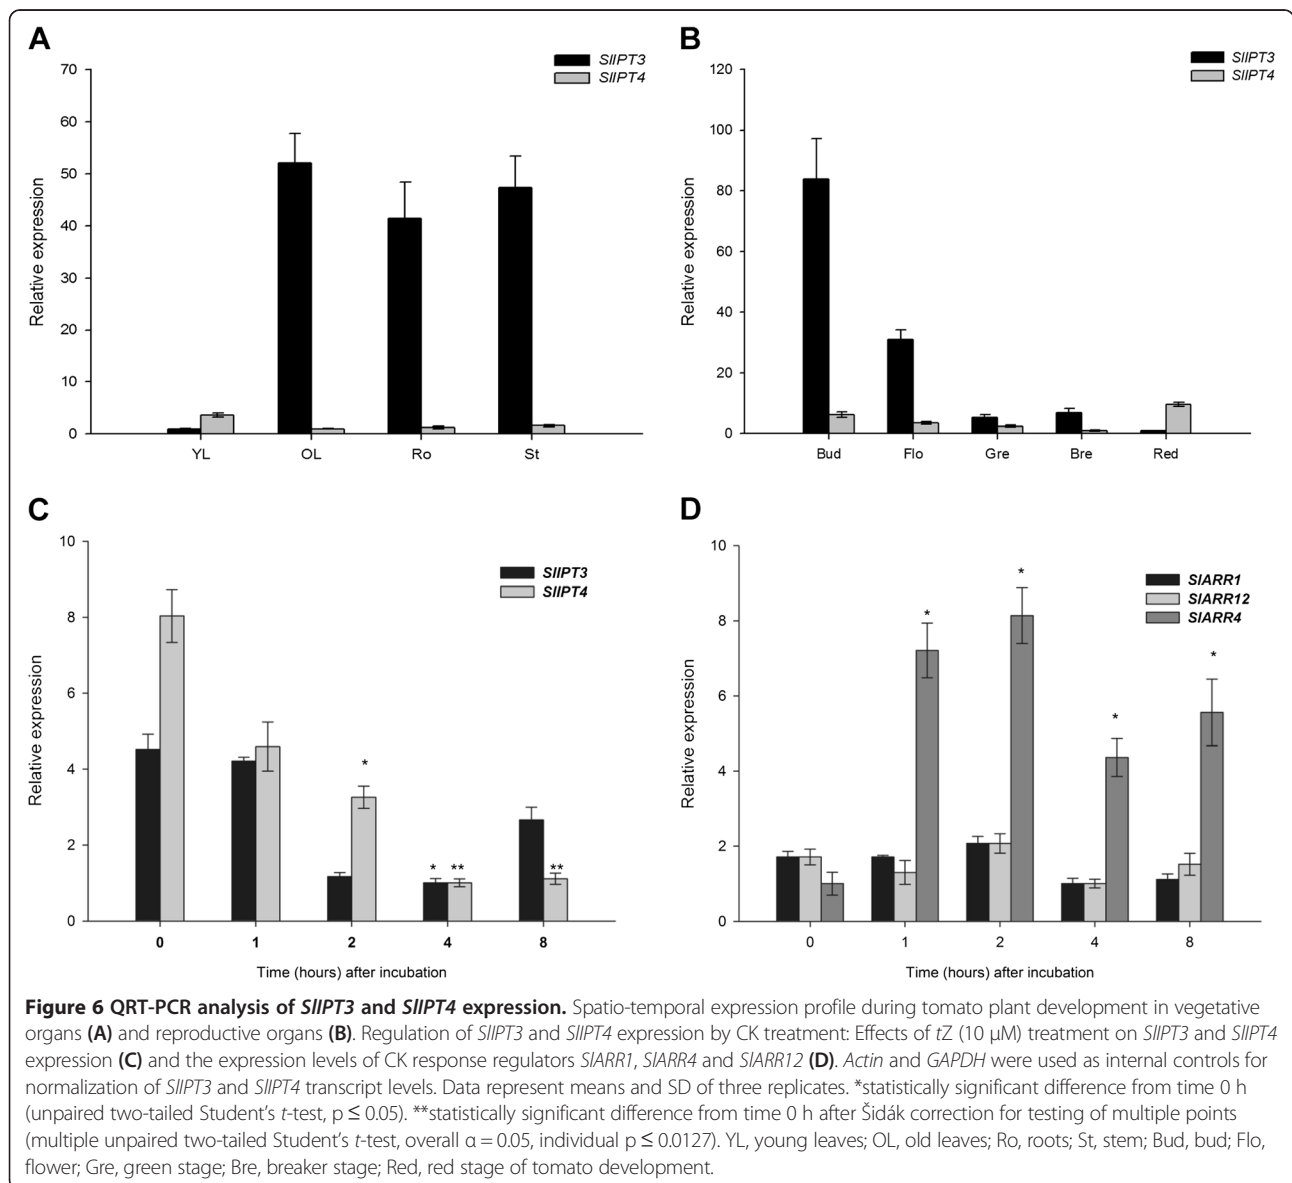 A
SlIPT3
SlIPT4
70
60
50
40
30
20
10
0
Relative expression
YL OL Ro St
B
SlIPT3
SlIPT4
120
100
80
60
40
20
0
Relative expression
Bud Flo Gre Bre Red
C
SlIPT3
SlIPT4
10
8
6
4
2
0
Relative expression
*
* **
**
0 1 2 4 8
Time (hours) after incubation
D
SlARR1
SlARR12
SlARR4
10
8
6
4
2
0
Relative expression
*
*
*
*
0 1 2 4 8
Time (hours) after incubation
Figure 6 QRT-PCR analysis of SlIPT3 and SlIPT4 expression. Spatio-temporal expression profile during tomato plant development in vegetative
organs (A) and reproductive organs (B). Regulation of SlIPT3 and SlIPT4 expression by CK treatment: Effects of tZ (10 μM) treatment on SlIPT3 and SlIPT4
expression (C) and the expression levels of CK response regulators SlARR1, SlARR4 and SlARR12 (D). Actin and GAPDH were used as internal controls for
normalization of SlIPT3 and SlIPT4 transcript levels. Data represent means and SD of three replicates. *statistically significant difference from time 0 h
(unpaired two-tailed Student's t-test, p ≤ 0.05). **statistically significant difference from time 0 h after Šidák correction for testing of multiple points
(multiple unpaired two-tailed Student's t-test, overall α = 0.05, individual p ≤ 0.0127). YL, young leaves; OL, old leaves; Ro, roots; St, stem; Bud, bud; Flo,
flower; Gre, green stage; Bre, breaker stage; Red, red stage of tomato development.